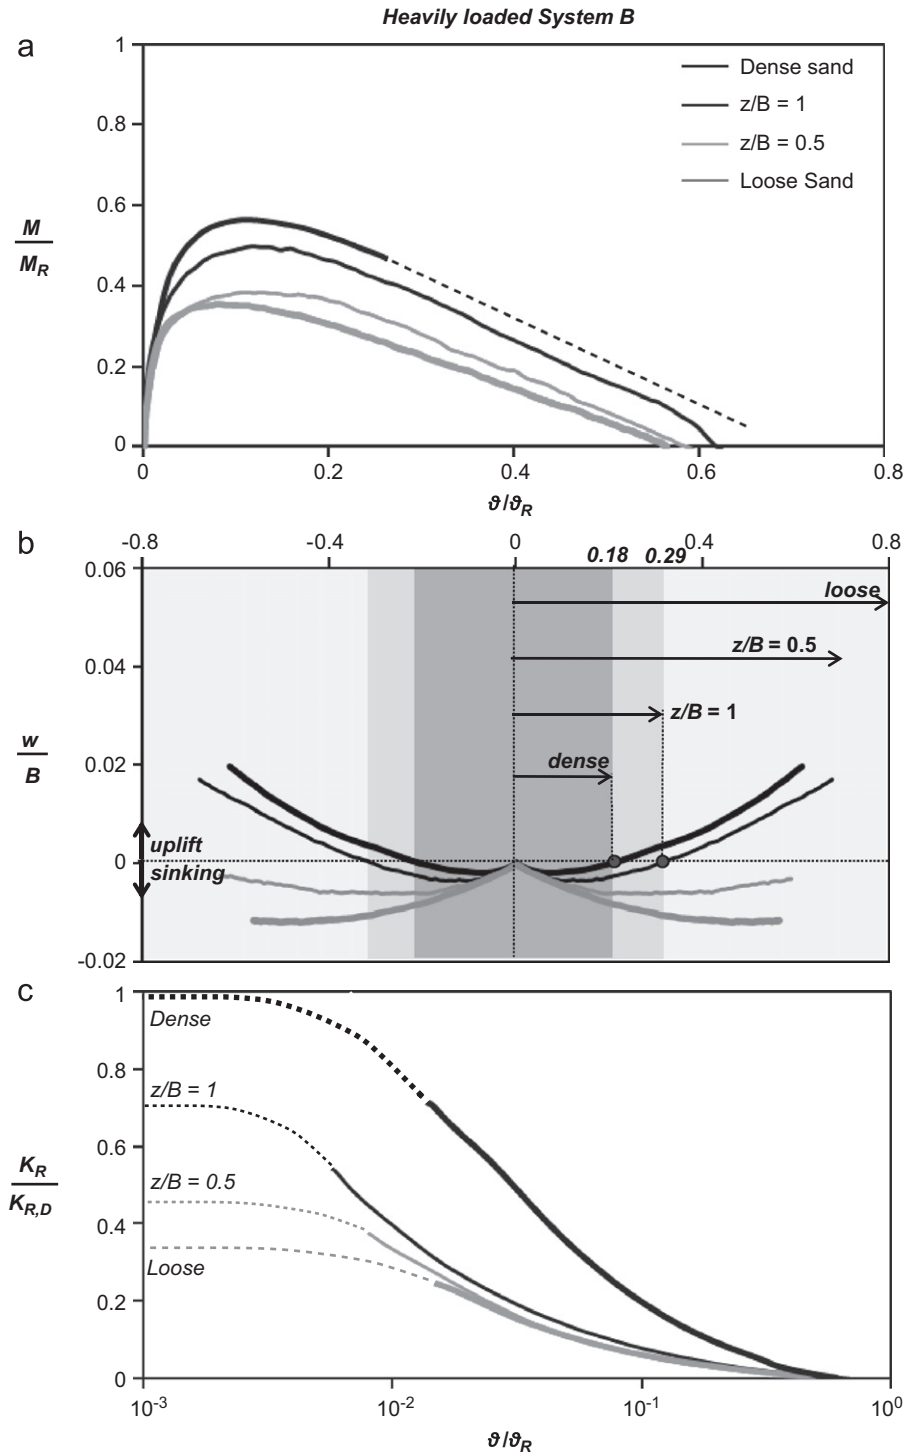 Heavily loaded System B
a
1
0.8
0.6
0.4
0.2
0
M
M_R
Dense sand
z/B = 1
z/B = 0.5
Loose Sand
0 0.2 0.4 0.6 0.8
ϑ/ϑ_R
b
-0.8 -0.4 0 0.18 0.29 0.4 0.8
0.06
0.04
0.02
0
-0.02
w
B
loose
z/B = 0.5
z/B = 1
dense
uplift
sinking
c
1
0.8
0.6
0.4
0.2
0
K_R
K_R,D
Dense
z/B = 1
z/B = 0.5
Loose
10^-3 10^-2 10^-1 10^0
ϑ/ϑ_R